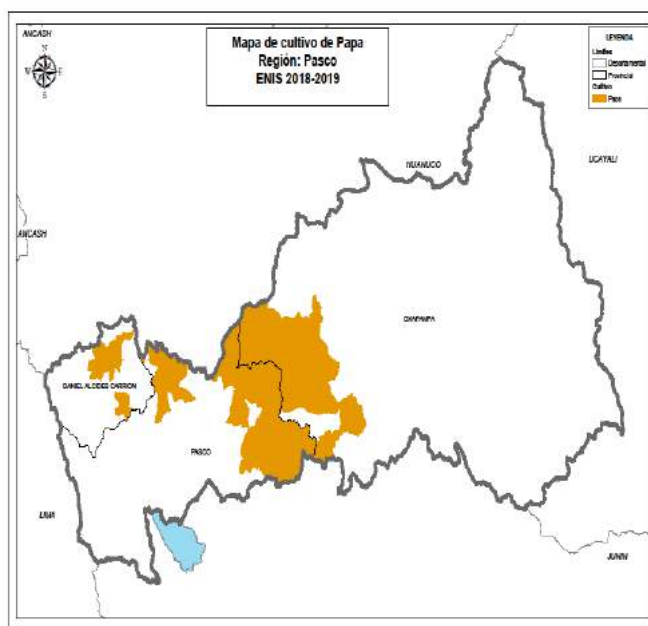 ANCASH
N
W E
S
Mapa de cultivo de Papa
Región: Pasco
ENIS 2018-2019
LEYENDA
Límites
Departamental
Provincial
Cultivo
Papa
HUANUCO
UCAYALI
ANCASH
OXAPAMPA
DANIEL ALCIDES CARRION
PASCO
LIMA
JUNIN